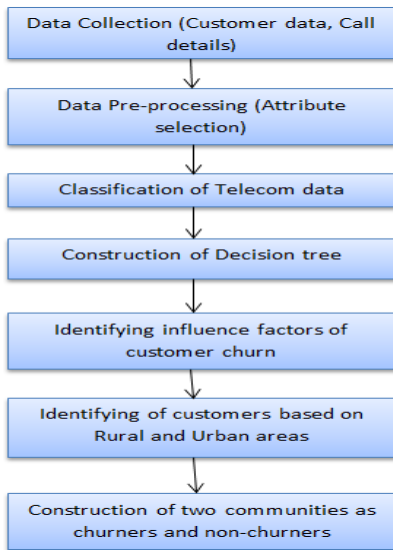 Data Collection (Customer data, Call
details)
Data Pre-processing (Attribute
selection)
Classification of Telecom data
Construction of Decision tree
Identifying influence factors of
customer churn
Identifying of customers based on
Rural and Urban areas
Construction of two communities as
churners and non-churners